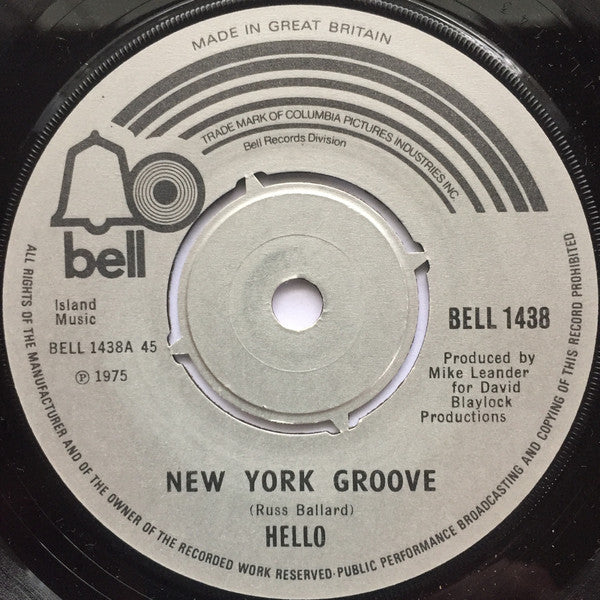 MADE IN GREAT BRITAIN
TRADE MARK OF COLUMBIA PICTURES INDUSTRIES INC.
Bell Records Division
bell
Island
Music
BELL 1438A 45
Ⓟ 1975
BELL 1438
Produced by
Mike Leander
for David
Blaylock
Productions
NEW YORK GROOVE
(Russ Ballard)
HELLO
ALL RIGHTS OF THE MANUFACTURER AND OF THE OWNER OF THE RECORDED WORK RESERVED·PUBLIC PERFORMANCE BROADCASTING AND COPYING OF THIS RECORD PROHIBITED